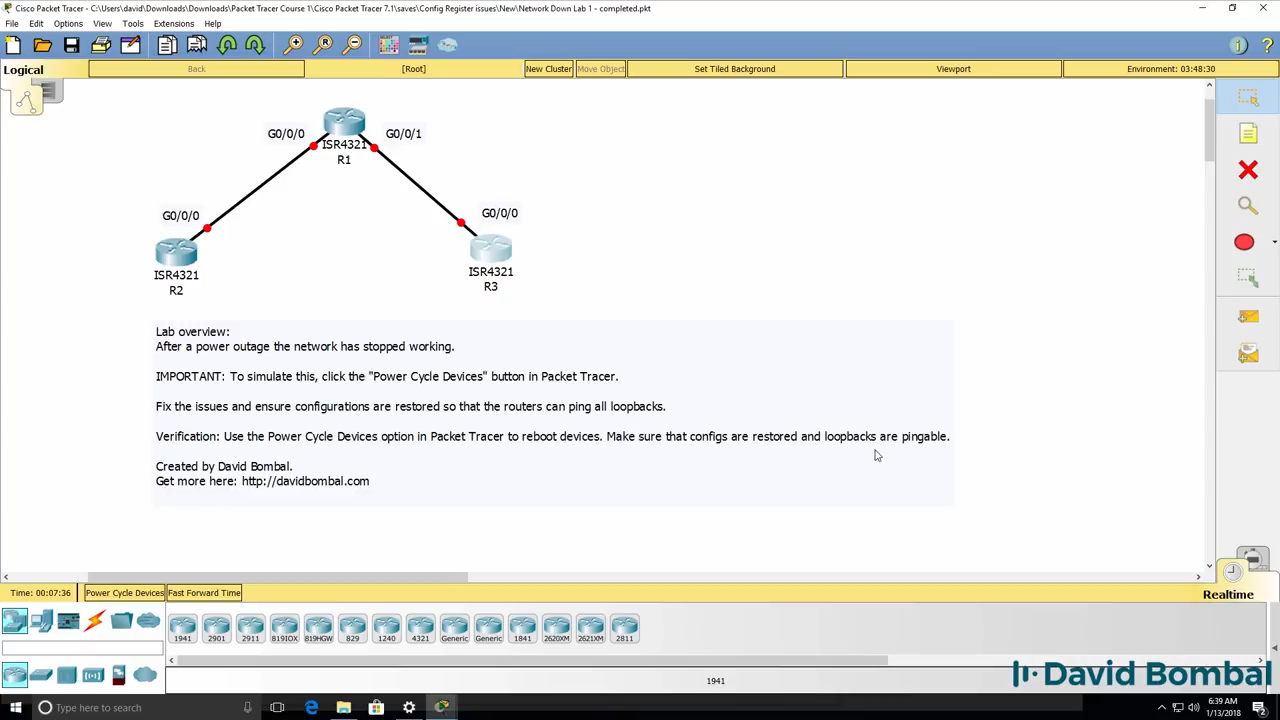 Cisco Packet Tracer - C:\Users\david\Downloads\Downloads\Packet Tracer Course 1\Cisco Packet Tracer 7.1\saves\Config Register issues\New\Network Down Lab 1 - completed.pkt
File Edit Options View Tools Extensions Help
Logical Back [Root] New Cluster Move Object Set Tiled Background Viewport Environment: 03:48:30
G0/0/0
G0/0/1
ISR4321
R1
G0/0/0
G0/0/0
ISR4321
R2
ISR4321
R3
Lab overview:
After a power outage the network has stopped working.
IMPORTANT: To simulate this, click the "Power Cycle Devices" button in Packet Tracer.
Fix the issues and ensure configurations are restored so that the routers can ping all loopbacks.
Verification: Use the Power Cycle Devices option in Packet Tracer to reboot devices. Make sure that configs are restored and loopbacks are pingable.
Created by David Bombal.
Get more here: http://davidbombal.com
Time: 00:07:36 Power Cycle Devices Fast Forward Time
Realtime
1941 2901 2911 819IOX 819HGW 829 1240 4321 Generic Generic 1841 2620XM 2621XM 2811
1941
David Bombal
Type here to search
6:39 AM
1/13/2018
2